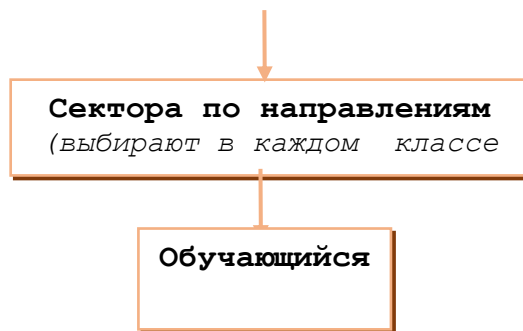 Сектора по направлениям
(выбирают в каждом классе
Обучающийся